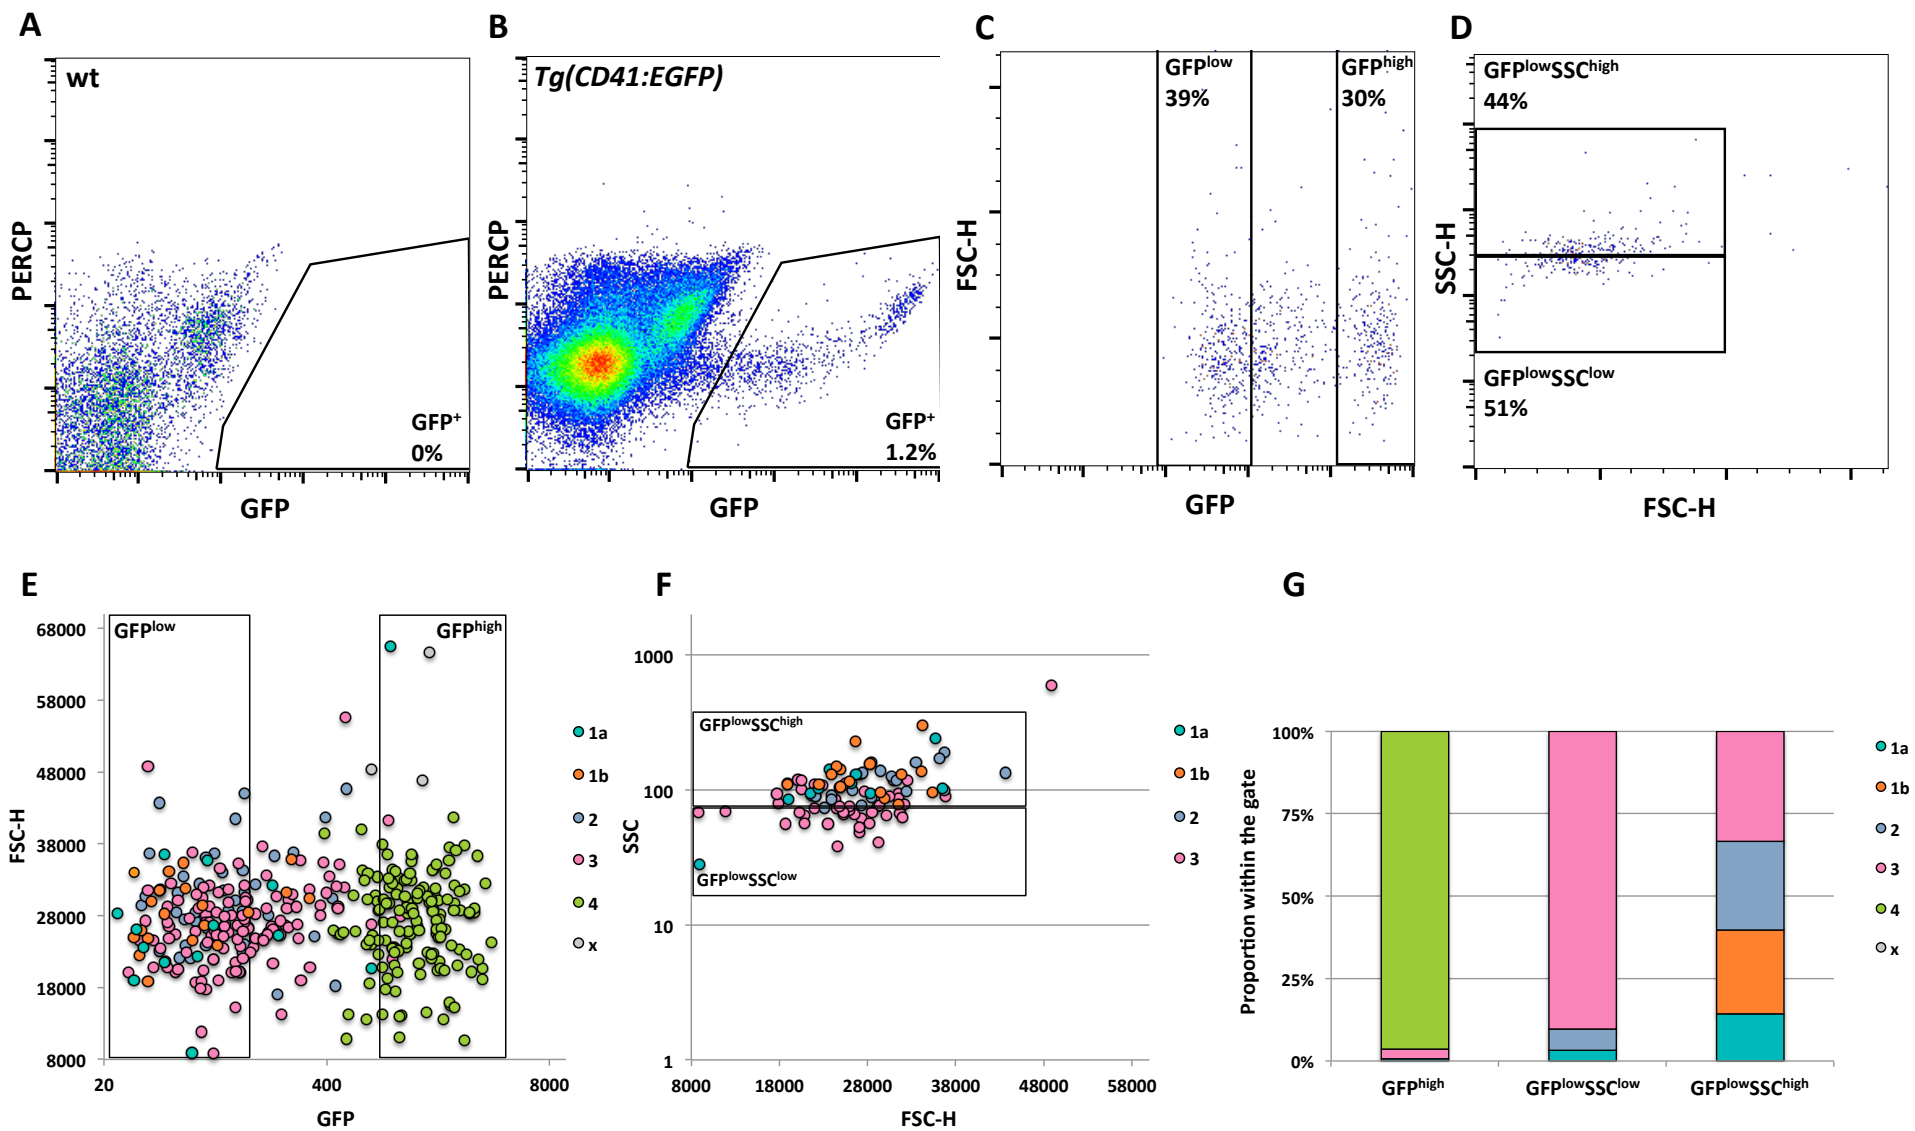 A
wt
PERCP
GFP+
0%
GFP
B
Tg(CD41:EGFP)
PERCP
GFP+
1.2%
GFP
C
GFPlow
39%
GFPhigh
30%
FSC-H
GFP
D
GFPlowSSChigh
44%
SSC-H
GFPlowSSClow
51%
FSC-H
E
68000
58000
48000
38000
28000
18000
8000
FSC-H
GFPlow
GFPhigh
20
400
8000
GFP
1a
1b
2
3
4
x
F
1000
100
10
1
SSC
GFPlowSSChigh
GFPlowSSClow
8000
18000
28000
38000
48000
58000
FSC-H
1a
1b
2
3
G
100%
75%
50%
25%
0%
Proportion within the gate
GFPhigh
GFPlowSSClow
GFPlowSSChigh
1a
1b
2
3
4
x